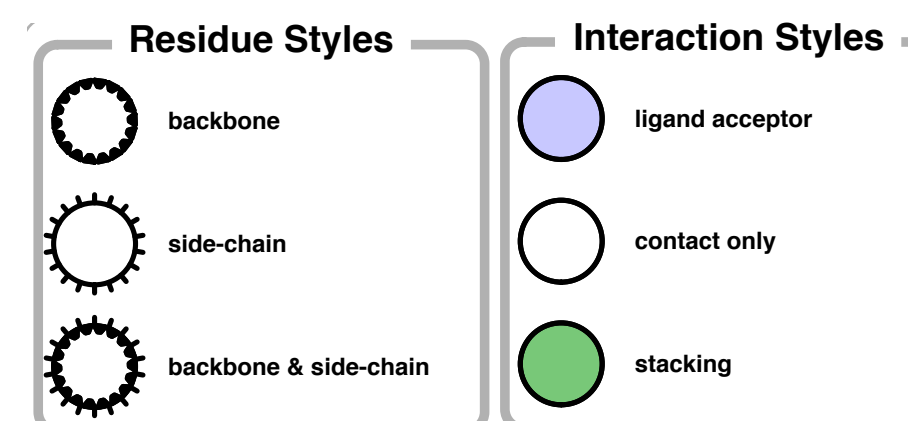 Residue Styles
backbone
side-chain
backbone & side-chain
Interaction Styles
ligand acceptor
contact only
stacking